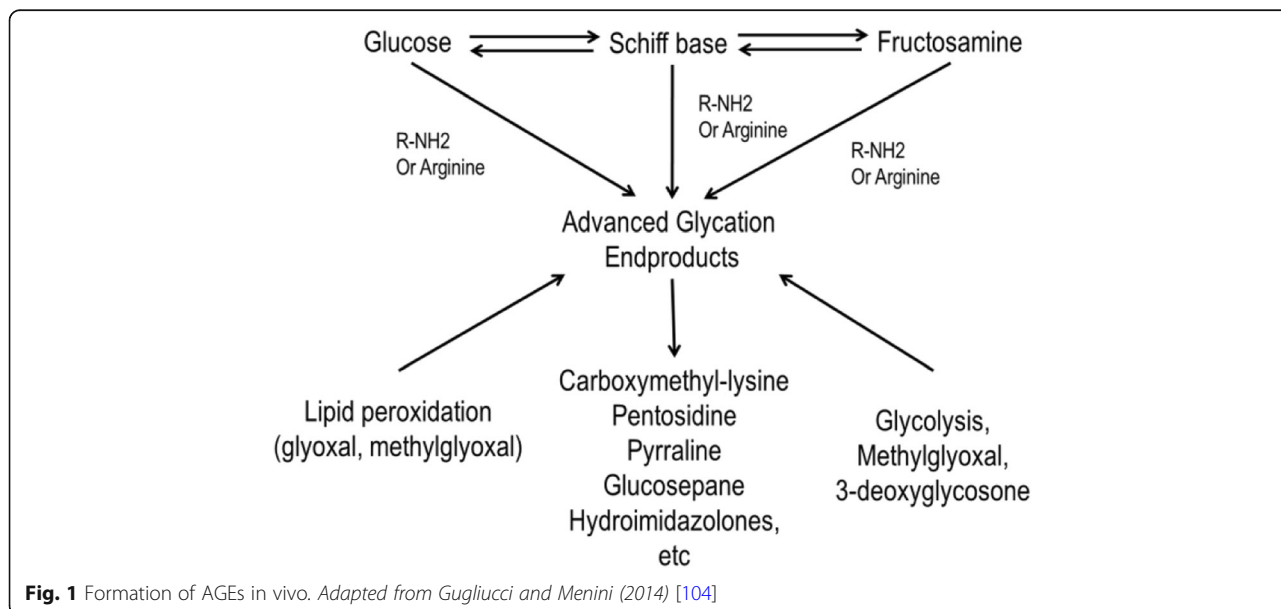 Glucose
Schiff base
Fructosamine
R-NH2
Or Arginine
R-NH2
Or Arginine
R-NH2
Or Arginine
Advanced Glycation
Endproducts
Lipid peroxidation
(glyoxal, methylglyoxal)
Carboxymethyl-lysine
Pentosidine
Pyrraline
Glucosepane
Hydroimidazolones,
etc
Glycolysis,
Methylglyoxal,
3-deoxyglycosone
Fig. 1 Formation of AGEs in vivo. Adapted from Gugliucci and Menini (2014) [104]